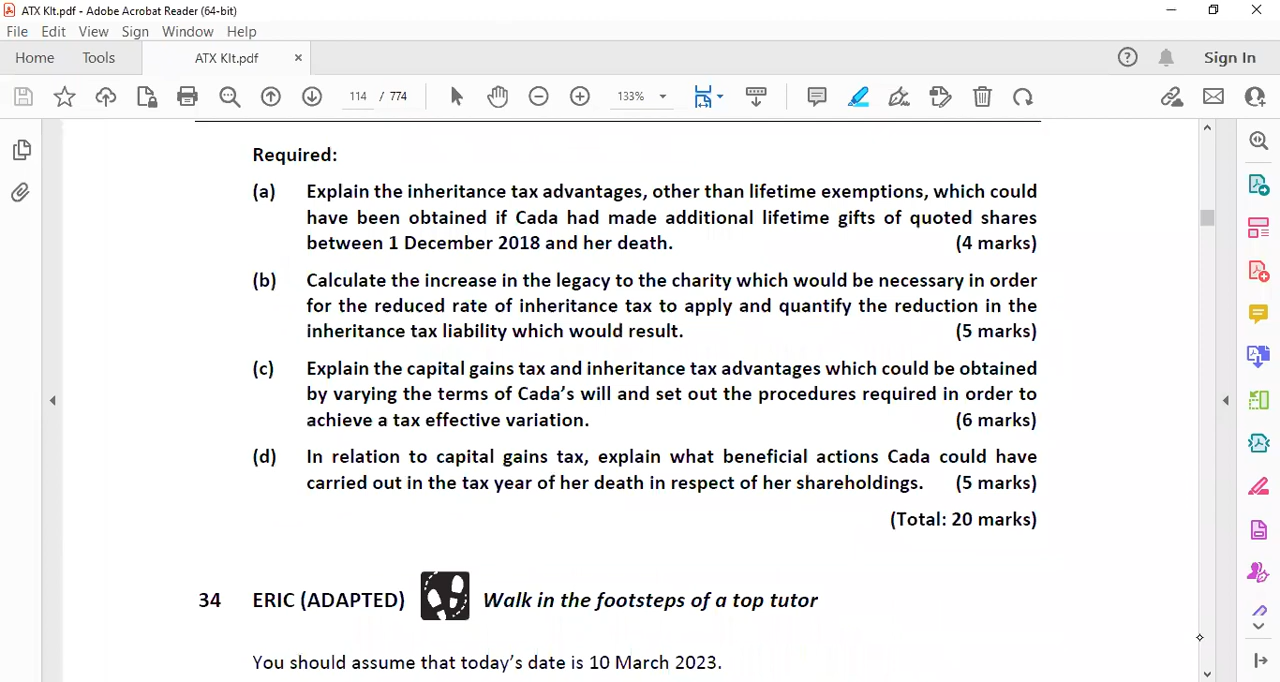 ATX KIt.pdf - Adobe Acrobat Reader (64-bit)
File Edit View Sign Window Help
Home Tools ATX KIt.pdf × Sign In
114 / 774 133%
Required:
(a) Explain the inheritance tax advantages, other than lifetime exemptions, which could
have been obtained if Cada had made additional lifetime gifts of quoted shares
between 1 December 2018 and her death. (4 marks)
(b) Calculate the increase in the legacy to the charity which would be necessary in order
for the reduced rate of inheritance tax to apply and quantify the reduction in the
inheritance tax liability which would result. (5 marks)
(c) Explain the capital gains tax and inheritance tax advantages which could be obtained
by varying the terms of Cada's will and set out the procedures required in order to
achieve a tax effective variation. (6 marks)
(d) In relation to capital gains tax, explain what beneficial actions Cada could have
carried out in the tax year of her death in respect of her shareholdings. (5 marks)
(Total: 20 marks)
34 ERIC (ADAPTED) Walk in the footsteps of a top tutor
You should assume that today's date is 10 March 2023.